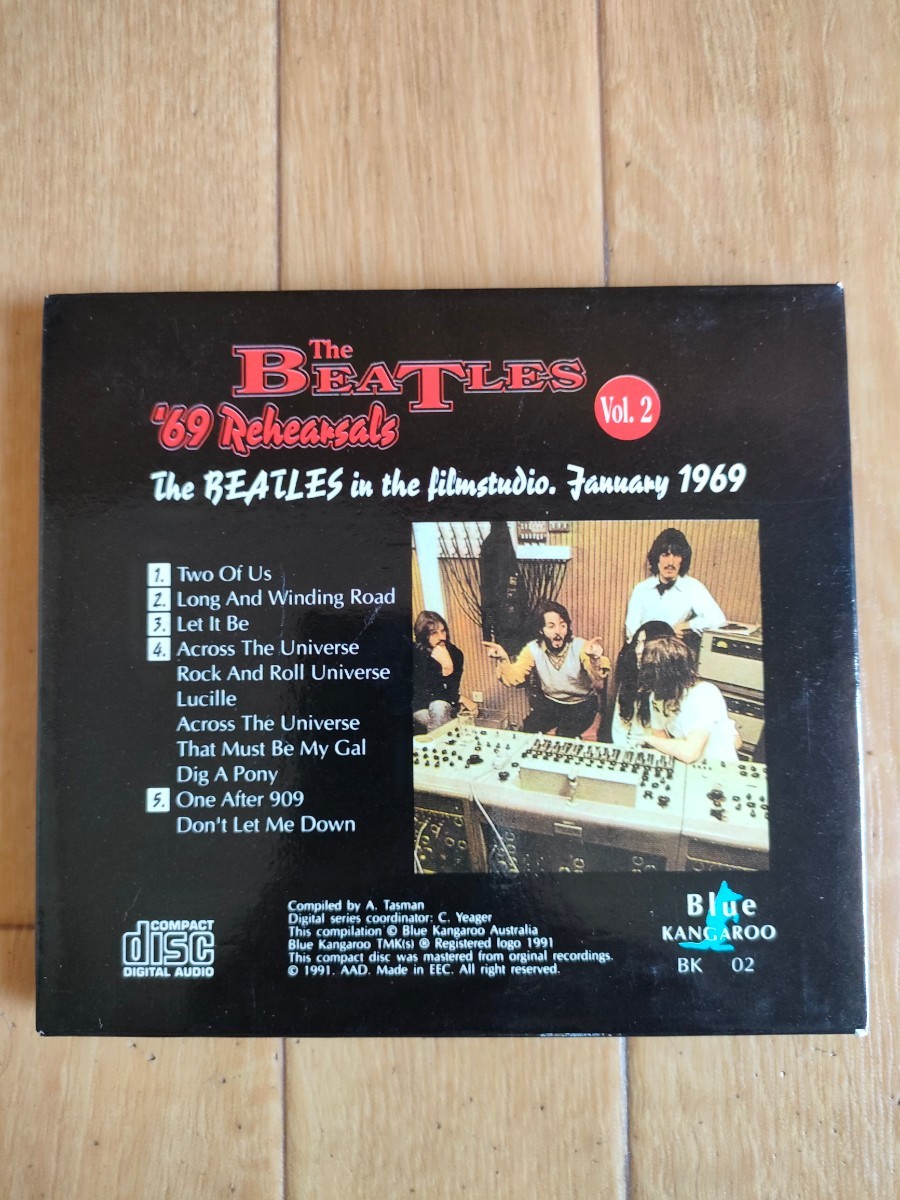 The
BEATLES
'69 Rehearsals
Vol. 2
The BEATLES in the filmstudio. January 1969
1. Two Of Us
2. Long And Winding Road
3. Let It Be
4. Across The Universe
Rock And Roll Universe
Lucille
Across The Universe
That Must Be My Gal
Dig A Pony
5. One After 909
Don't Let Me Down
COMPACT
disc
DIGITAL AUDIO
Compiled by A. Tasman
Digital series coordinator: C. Yeager
This compilation © Blue Kangaroo Australia
Blue Kangaroo TMK(s) ® Registered logo 1991
This compact disc was mastered from orginal recordings.
© 1991. AAD. Made in EEC. All right reserved.
Blue
KANGAROO
BK 02